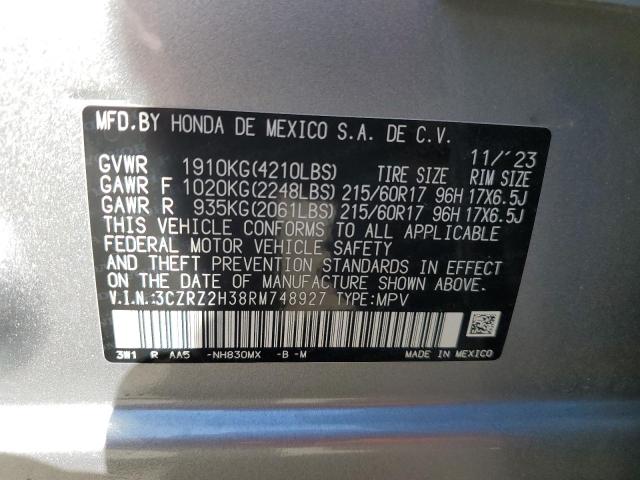 MFD.BY HONDA DE MEXICO S.A. DE C.V.
11/'23
GVWR 1910KG(4210LBS) TIRE SIZE RIM SIZE
GAWR F 1020KG(2248LBS) 215/60R17 96H 17X6.5J
GAWR R 935KG(2061LBS) 215/60R17 96H 17X6.5J
THIS VEHICLE CONFORMS TO ALL APPLICABLE
FEDERAL MOTOR VEHICLE SAFETY
AND THEFT PREVENTION STANDARDS IN EFFECT
ON THE DATE OF MANUFACTURE SHOWN ABOVE.
V.I.N.:3CZRZ2H38RM748927 TYPE:MPV
3W1 R AA5 -NH830MX -B -M MADE IN MEXICO